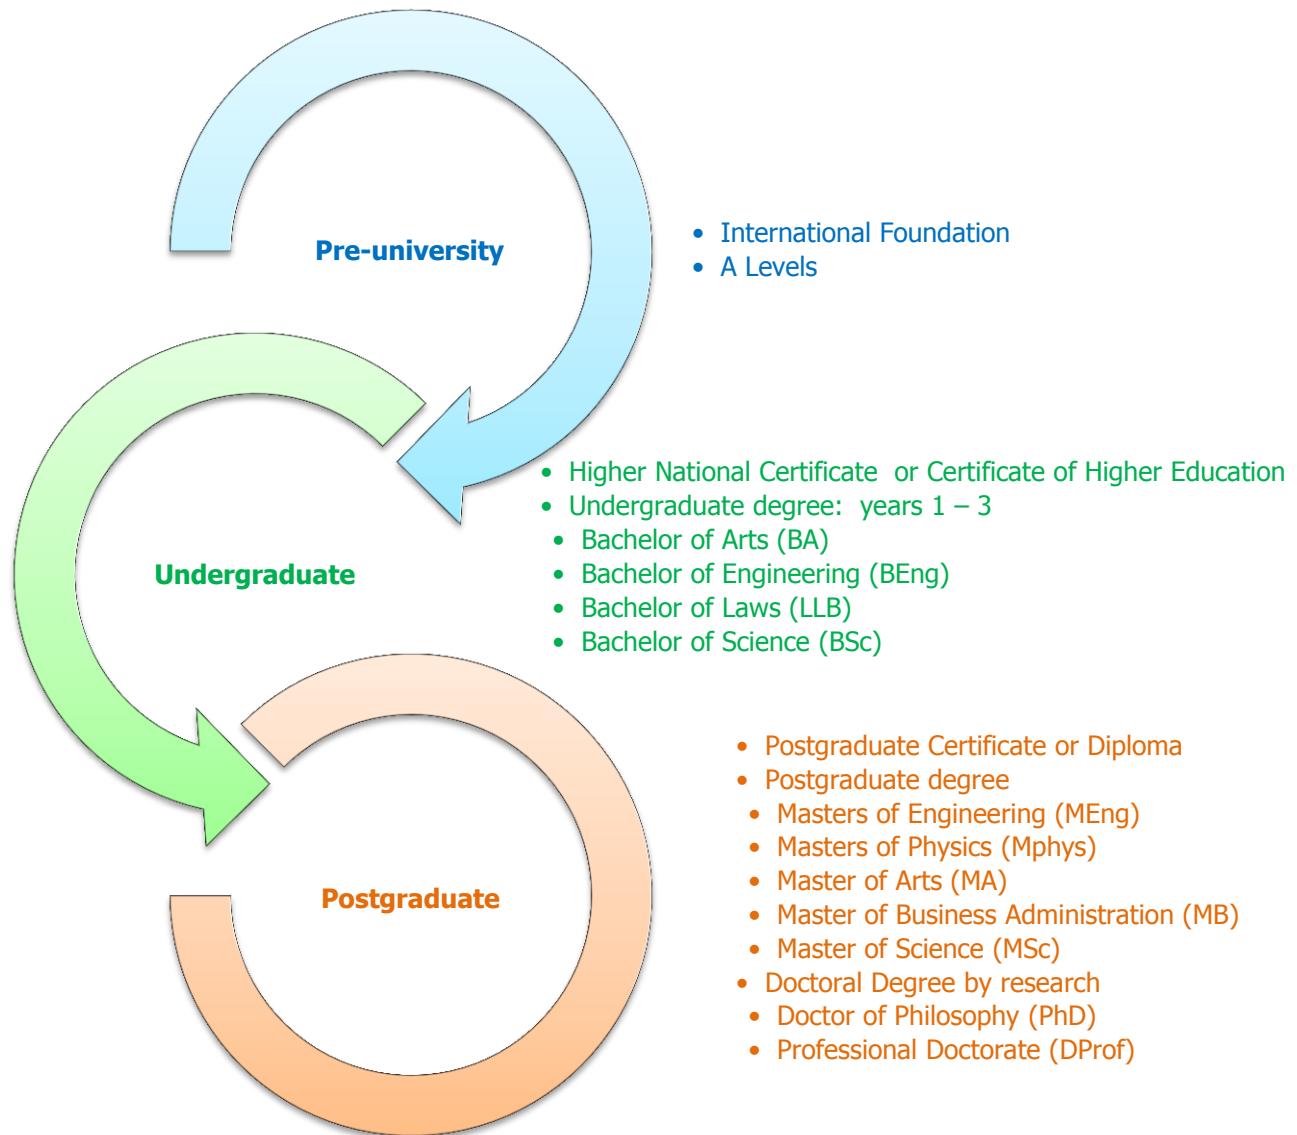 Pre-university
• International Foundation
• A Levels
Undergraduate
• Higher National Certificate  or Certificate of Higher Education
• Undergraduate degree:  years 1 – 3
• Bachelor of Arts (BA)
• Bachelor of Engineering (BEng)
• Bachelor of Laws (LLB)
• Bachelor of Science (BSc)
Postgraduate
• Postgraduate Certificate or Diploma
• Postgraduate degree
• Masters of Engineering (MEng)
• Masters of Physics (Mphys)
• Master of Arts (MA)
• Master of Business Administration (MB)
• Master of Science (MSc)
• Doctoral Degree by research
• Doctor of Philosophy (PhD)
• Professional Doctorate (DProf)